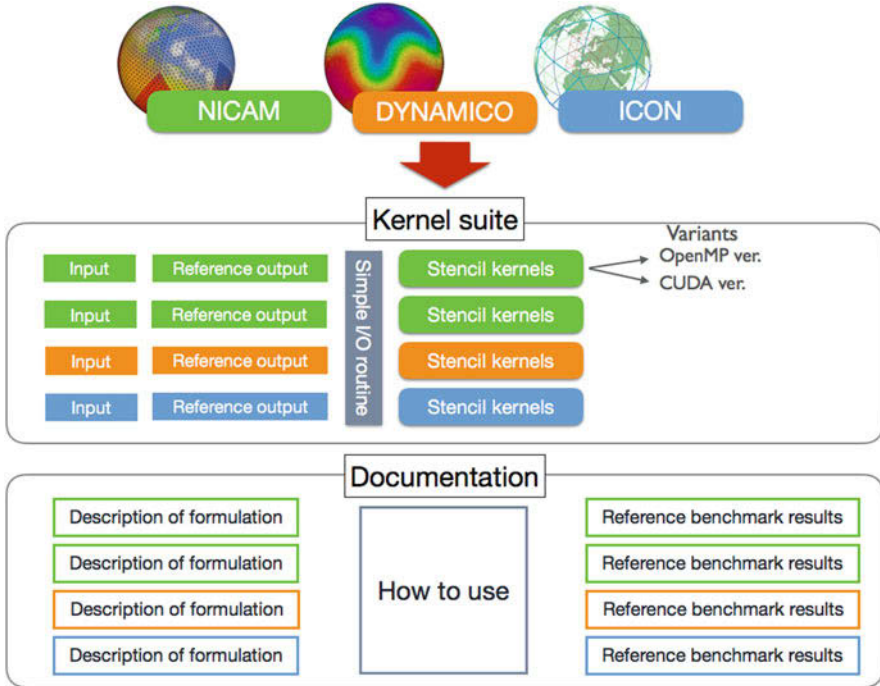 NICAM
DYNAMICO
ICON
Kernel suite
Variants
OpenMP ver.
CUDA ver.
Input
Reference output
Simple I/O routine
Stencil kernels
Input
Reference output
Stencil kernels
Input
Reference output
Stencil kernels
Input
Reference output
Stencil kernels
Documentation
Description of formulation
Description of formulation
Description of formulation
Description of formulation
How to use
Reference benchmark results
Reference benchmark results
Reference benchmark results
Reference benchmark results